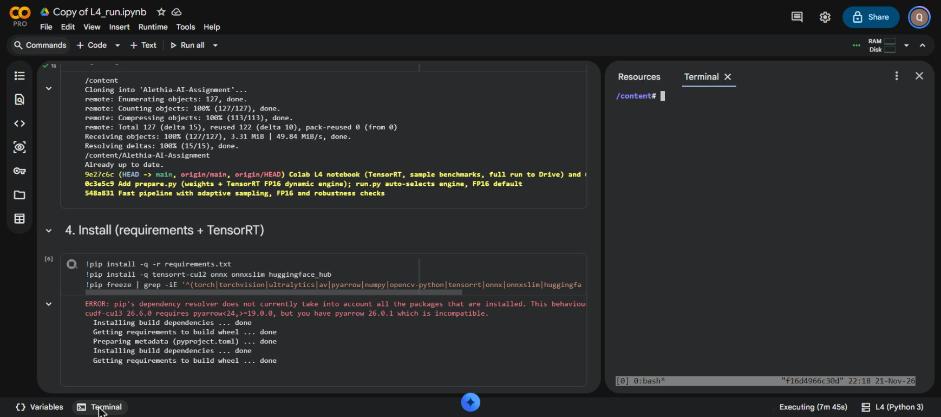 CO
PRO
Copy of L4_run.ipynb
File Edit View Insert Runtime Tools Help
Share
Q
Commands + Code + Text Run all
RAM
Disk
/content
Cloning into 'Alethia-AI-Assignment'...
remote: Enumerating objects: 127, done.
remote: Counting objects: 100% (127/127), done.
remote: Compressing objects: 100% (113/113), done.
remote: Total 127 (delta 15), reused 122 (delta 10), pack-reused 0 (from 0)
Receiving objects: 100% (127/127), 3.31 MiB | 49.84 MiB/s, done.
Resolving deltas: 100% (15/15), done.
/content/Alethia-AI-Assignment
Already up to date.
9e27c6c (HEAD -> main, origin/main, origin/HEAD) Colab L4 notebook (TensorRT, sample benchmarks, full run to Drive) and
0c3e5c9 Add prepare.py (weights + TensorRT FP16 dynamic engine); run.py auto-selects engine, FP16 default
548a831 Fast pipeline with adaptive sampling, FP16 and robustness checks
4. Install (requirements + TensorRT)
[6]
!pip install -q -r requirements.txt
!pip install -q tensorrt-cu12 onnx onnxslim huggingface_hub
!pip freeze | grep -iE '^(torch|torchvision|ultralytics|av|pyarrow|numpy|opencv-python|tensorrt|onnx|onnxslim|huggingfa
ERROR: pip's dependency resolver does not currently take into account all the packages that are installed. This behaviou
cudf-cu13 26.6.0 requires pyarrow<24,>=19.0.0, but you have pyarrow 26.0.1 which is incompatible.
Installing build dependencies ... done
Getting requirements to build wheel ... done
Preparing metadata (pyproject.toml) ... done
Installing build dependencies ... done
Getting requirements to build wheel ... done
Resources Terminal
/content#
[0] 0:bash* "f16d4966c30d" 22:18 21-Nov-26
Variables Terminal
Executing (7m 45s) L4 (Python 3)